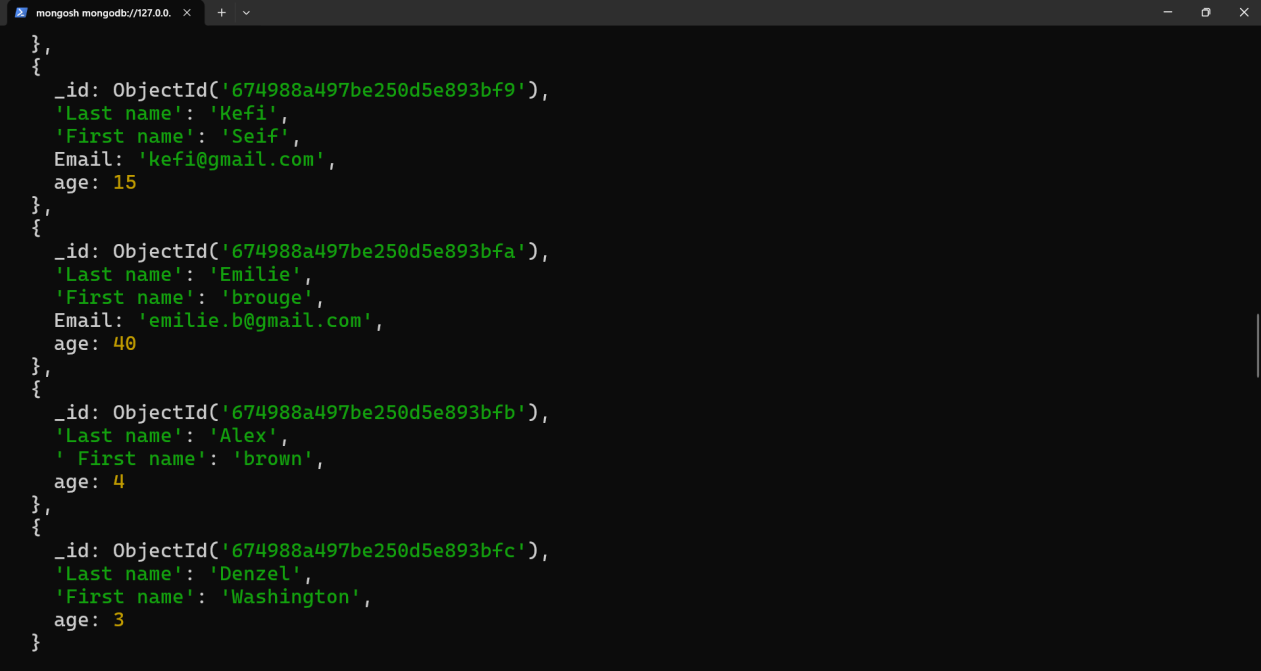 mongosh mongodb://127.0.0.
},
{
_id: ObjectId('674988a497be250d5e893bf9'),
'Last name': 'Kefi',
'First name': 'Seif',
Email: 'kefi@gmail.com',
age: 15
},
{
_id: ObjectId('674988a497be250d5e893bfa'),
'Last name': 'Emilie',
'First name': 'brouge',
Email: 'emilie.b@gmail.com',
age: 40
},
{
_id: ObjectId('674988a497be250d5e893bfb'),
'Last name': 'Alex',
' First name': 'brown',
age: 4
},
{
_id: ObjectId('674988a497be250d5e893bfc'),
'Last name': 'Denzel',
'First name': 'Washington',
age: 3
}